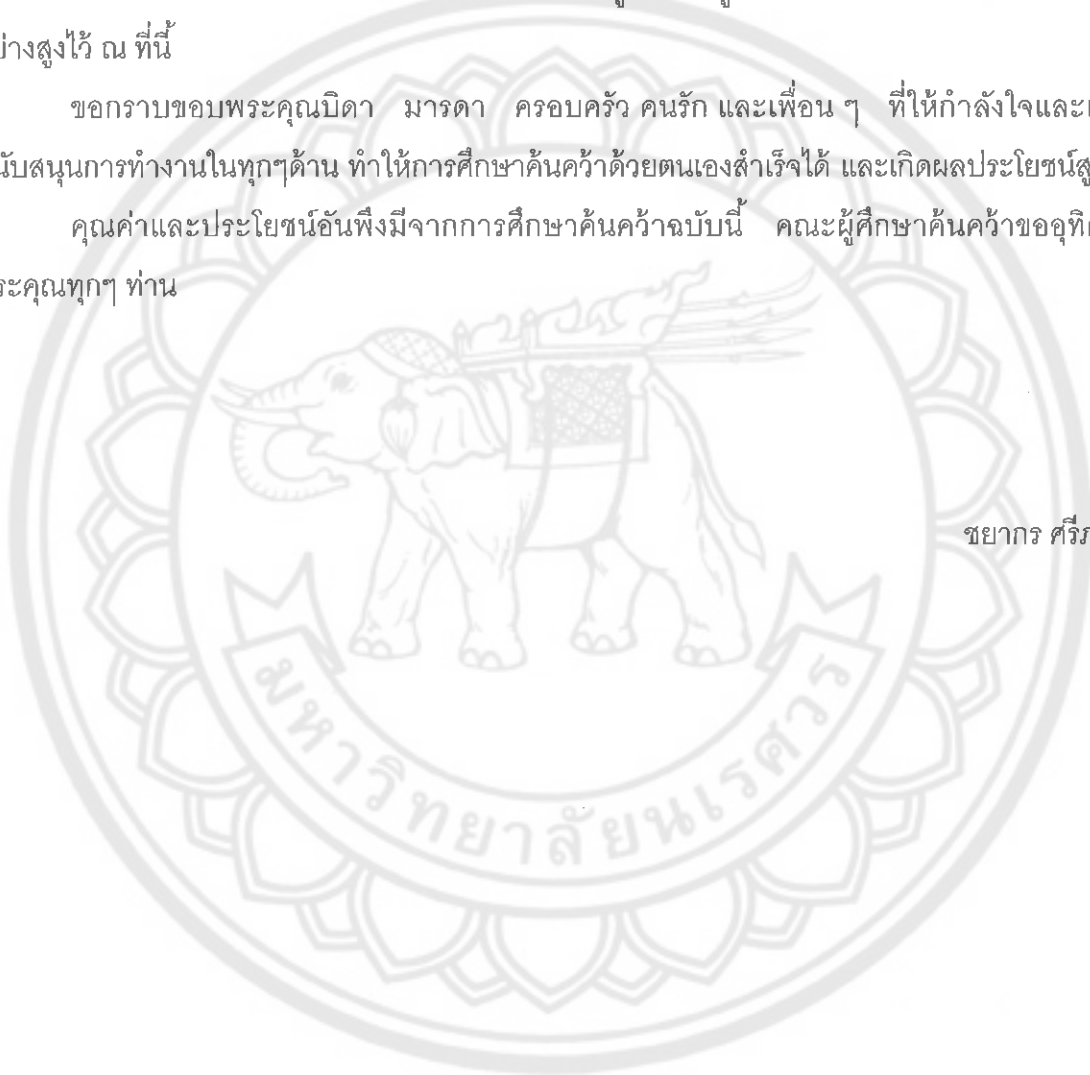 ย่างสูงไว้ ณ ที่นี้
ขอกราบขอบพระคุณบิดา มารดา ครอบครัว คนรัก และเพื่อน ๆ ที่ให้กำลังใจและ
นับสนุนการทำงานในทุกๆด้าน ทำให้การศึกษาค้นคว้าด้วยตนเองสำเร็จได้ และเกิดผลประโยชน์
คุณค่าและประโยชน์อันพึงมีจากการศึกษาค้นคว้าฉบับนี้ คณะผู้ศึกษาค้นคว้าขออุทิ
ระคุณทุกๆ ท่าน
ชยากร ศรีภ
มหาวิทยาลัยนเรศวร